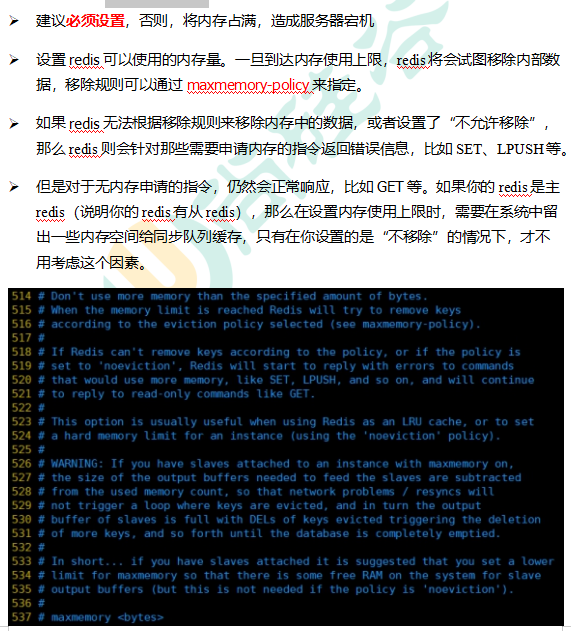 ➢ 建议必须设置，否则，将内存占满，造成服务器宕机
➢ 设置 redis 可以使用的内存量。一旦到达内存使用上限，redis 将会试图移除内部数
据，移除规则可以通过 maxmemory-policy 来指定。
➢ 如果 redis 无法根据移除规则来移除内存中的数据，或者设置了“不允许移除”，
那么 redis 则会针对那些需要申请内存的指令返回错误信息，比如 SET、LPUSH 等。
➢ 但是对于无内存申请的指令，仍然会正常响应，比如 GET 等。如果你的 redis 是主
redis（说明你的 redis 有从 redis），那么在设置内存使用上限时，需要在系统中留
出一些内存空间给同步队列缓存，只有在你设置的是“不移除”的情况下，才不
用考虑这个因素。
尚硅谷
514 # Don't use more memory than the specified amount of bytes.
515 # When the memory limit is reached Redis will try to remove keys
516 # according to the eviction policy selected (see maxmemory-policy).
517 #
518 # If Redis can't remove keys according to the policy, or if the policy is
519 # set to 'noeviction', Redis will start to reply with errors to commands
520 # that would use more memory, like SET, LPUSH, and so on, and will continue
521 # to reply to read-only commands like GET.
522 #
523 # This option is usually useful when using Redis as an LRU cache, or to set
524 # a hard memory limit for an instance (using the 'noeviction' policy).
525 #
526 # WARNING: If you have slaves attached to an instance with maxmemory on,
527 # the size of the output buffers needed to feed the slaves are subtracted
528 # from the used memory count, so that network problems / resyncs will
529 # not trigger a loop where keys are evicted, and in turn the output
530 # buffer of slaves is full with DELs of keys evicted triggering the deletion
531 # of more keys, and so forth until the database is completely emptied.
532 #
533 # In short... if you have slaves attached it is suggested that you set a lower
534 # limit for maxmemory so that there is some free RAM on the system for slave
535 # output buffers (but this is not needed if the policy is 'noeviction').
536 #
537 # maxmemory <bytes>